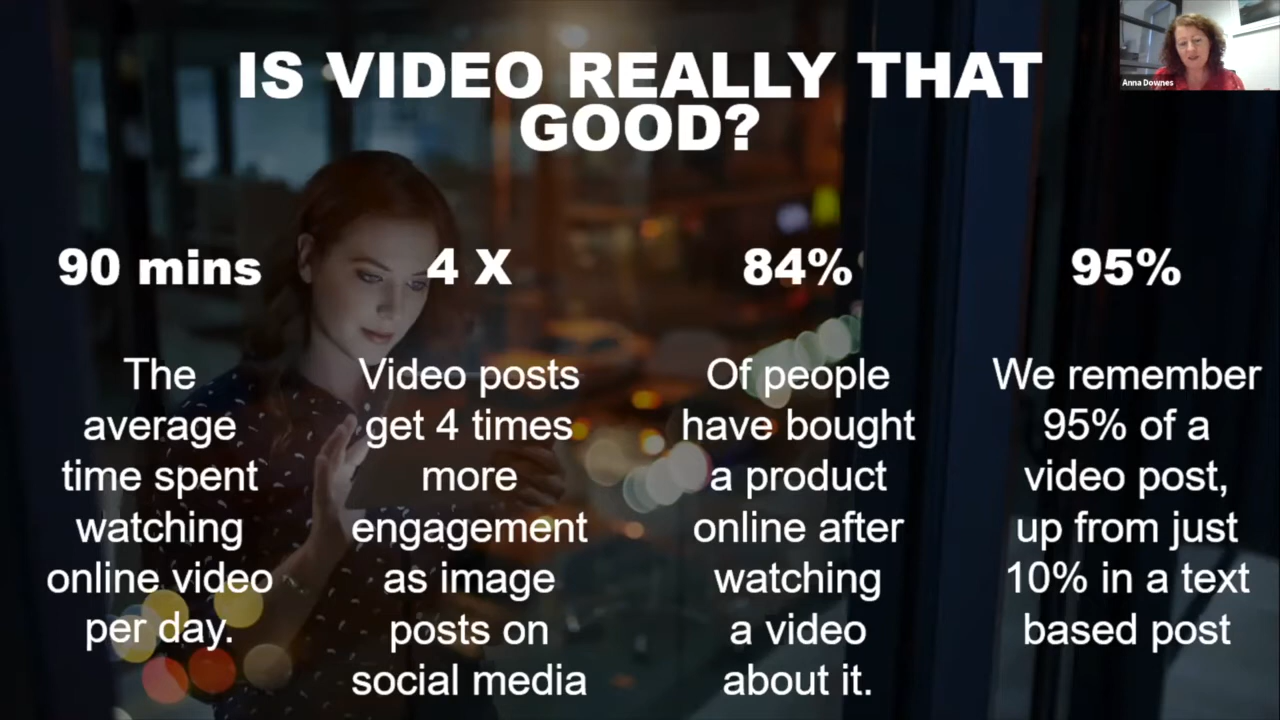 IS VIDEO REALLY THAT
GOOD?
Anna Downes
90 mins
The
average
time spent
watching
online video
per day.
4 X
Video posts
get 4 times
more
engagement
as image
posts on
social media
84%
Of people
have bought
a product
online after
watching
a video
about it.
95%
We remember
95% of a
video post,
up from just
10% in a text
based post